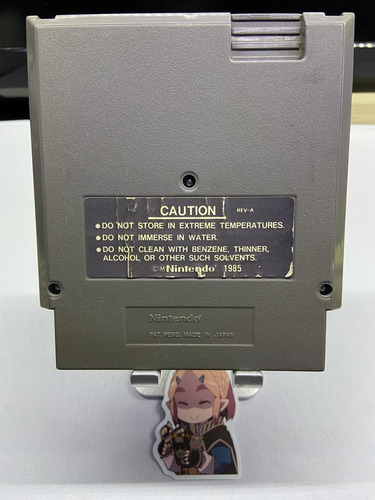 CAUTION REV-A
●DO NOT STORE IN EXTREME TEMPERATURES.
●DO NOT IMMERSE IN WATER.
●DO NOT CLEAN WITH BENZENE, THINNER,
ALCOHOL OR OTHER SUCH SOLVENTS.
©M Nintendo® 1985
Nintendo®
PAT. PEND. MADE IN JAPAN